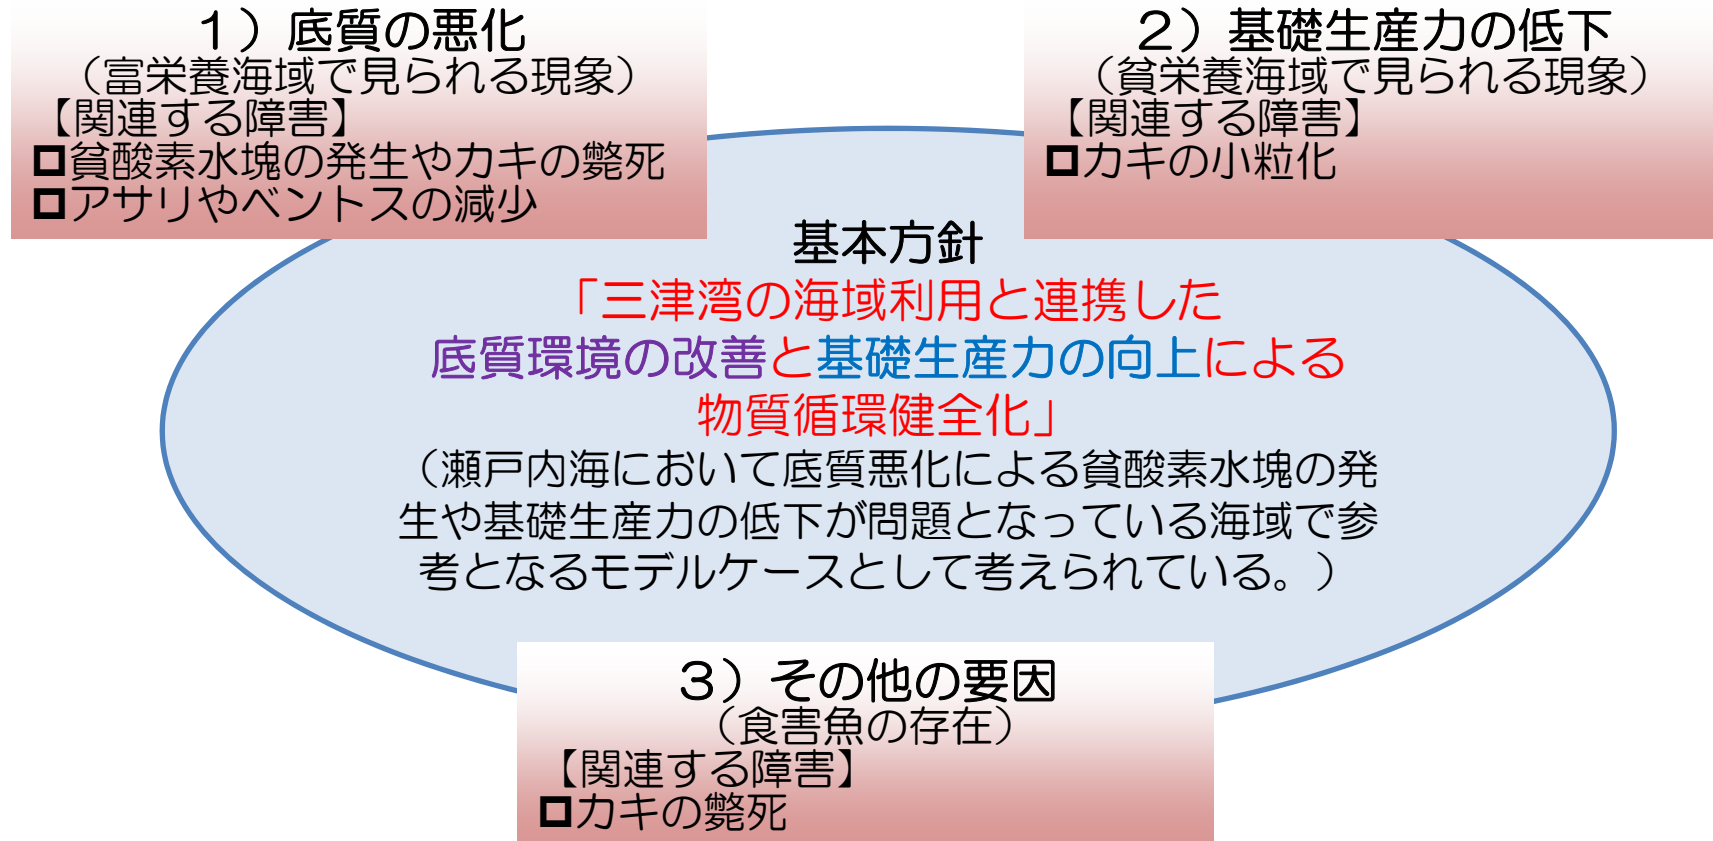 １）底質の悪化
（富栄養海域で見られる現象）
【関連する障害】
貧酸素水塊の発生やカキの斃死
アサリやベントスの減少
２）基礎生産力の低下
（貧栄養海域で見られる現象）
【関連する障害】
カキの小粒化
基本方針
「三津湾の海域利用と連携した
底質環境の改善と基礎生産力の向上による
物質循環健全化」
（瀬戸内海において底質悪化による貧酸素水塊の発
生や基礎生産力の低下が問題となっている海域で参
考となるモデルケースとして考えられている。）
３）その他の要因
（食害魚の存在）
【関連する障害】
カキの斃死